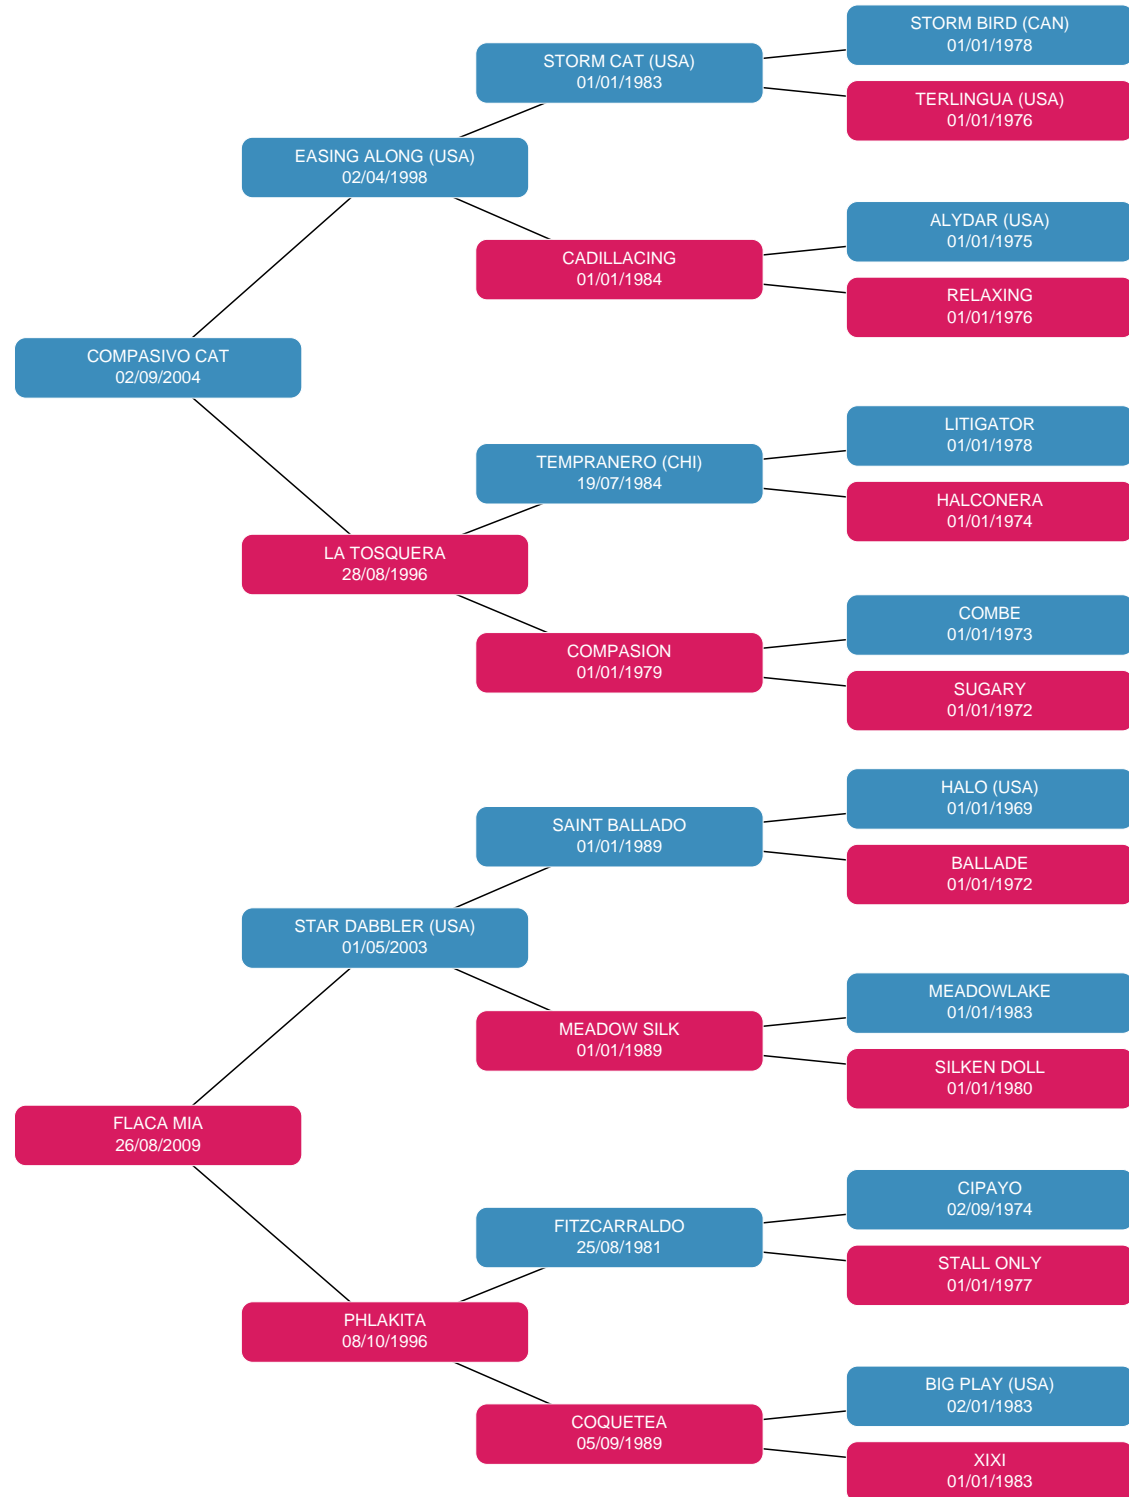 STORM BIRD (CAN)
01/01/1978
STORM CAT (USA)
01/01/1983
TERLINGUA (USA)
01/01/1976
EASING ALONG (USA)
02/04/1998
ALYDAR (USA)
01/01/1975
CADILLACING
01/01/1984
RELAXING
01/01/1976
COMPASIVO CAT
02/09/2004
LITIGATOR
01/01/1978
TEMPRANERO (CHI)
19/07/1984
HALCONERA
01/01/1974
LA TOSQUERA
28/08/1996
COMBE
01/01/1973
COMPASION
01/01/1979
SUGARY
01/01/1972
HALO (USA)
01/01/1969
SAINT BALLADO
01/01/1989
BALLADE
01/01/1972
STAR DABBLER (USA)
01/05/2003
MEADOWLAKE
01/01/1983
MEADOW SILK
01/01/1989
SILKEN DOLL
01/01/1980
FLACA MIA
26/08/2009
CIPAYO
02/09/1974
FITZCARRALDO
25/08/1981
STALL ONLY
01/01/1977
PHLAKITA
08/10/1996
BIG PLAY (USA)
02/01/1983
COQUETEA
05/09/1989
XIXI
01/01/1983